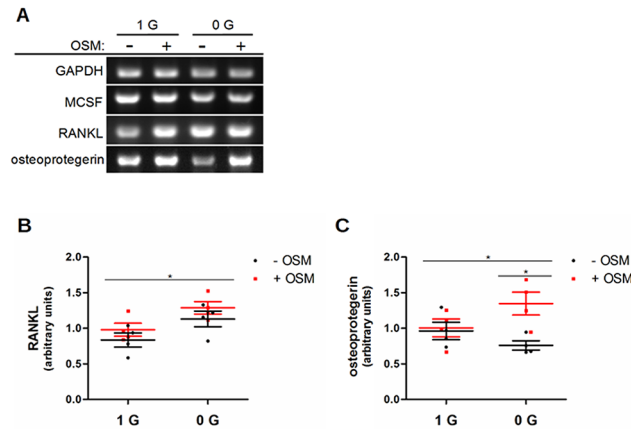 A
1 G 0 G
OSM: - + - +
GAPDH
MCSF
RANKL
osteoprotegerin
B
- OSM
+ OSM
RANKL
(arbitrary units)
2.0
1.5
1.0
0.5
0.0
*
1 G 0 G
C
- OSM
+ OSM
osteoprotegerin
(arbitrary units)
2.0
1.5
1.0
0.5
0.0
*
*
1 G 0 G